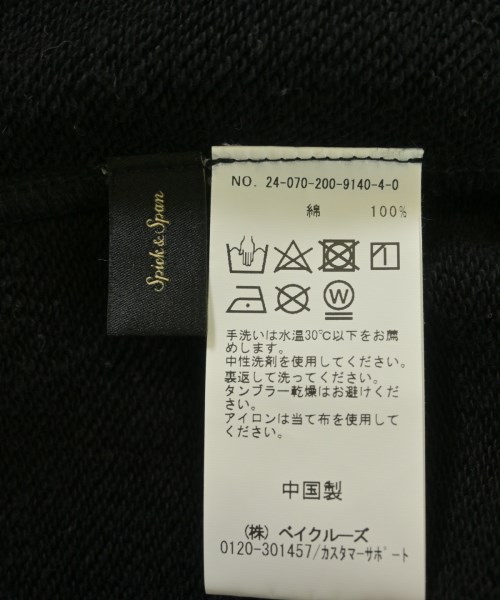 Spick & Span
NO. 24-070-200-9140-4-0
綿 100%
手洗いは水温30℃以下をお薦
めします。
中性洗剤を使用してください。
裏返して洗ってください。
タンブラー乾燥はお避けくだ
さい。
アイロンは当て布を使用して
ください。
中国製
(株) ベイクルーズ
0120-301457/カスタマーサポート